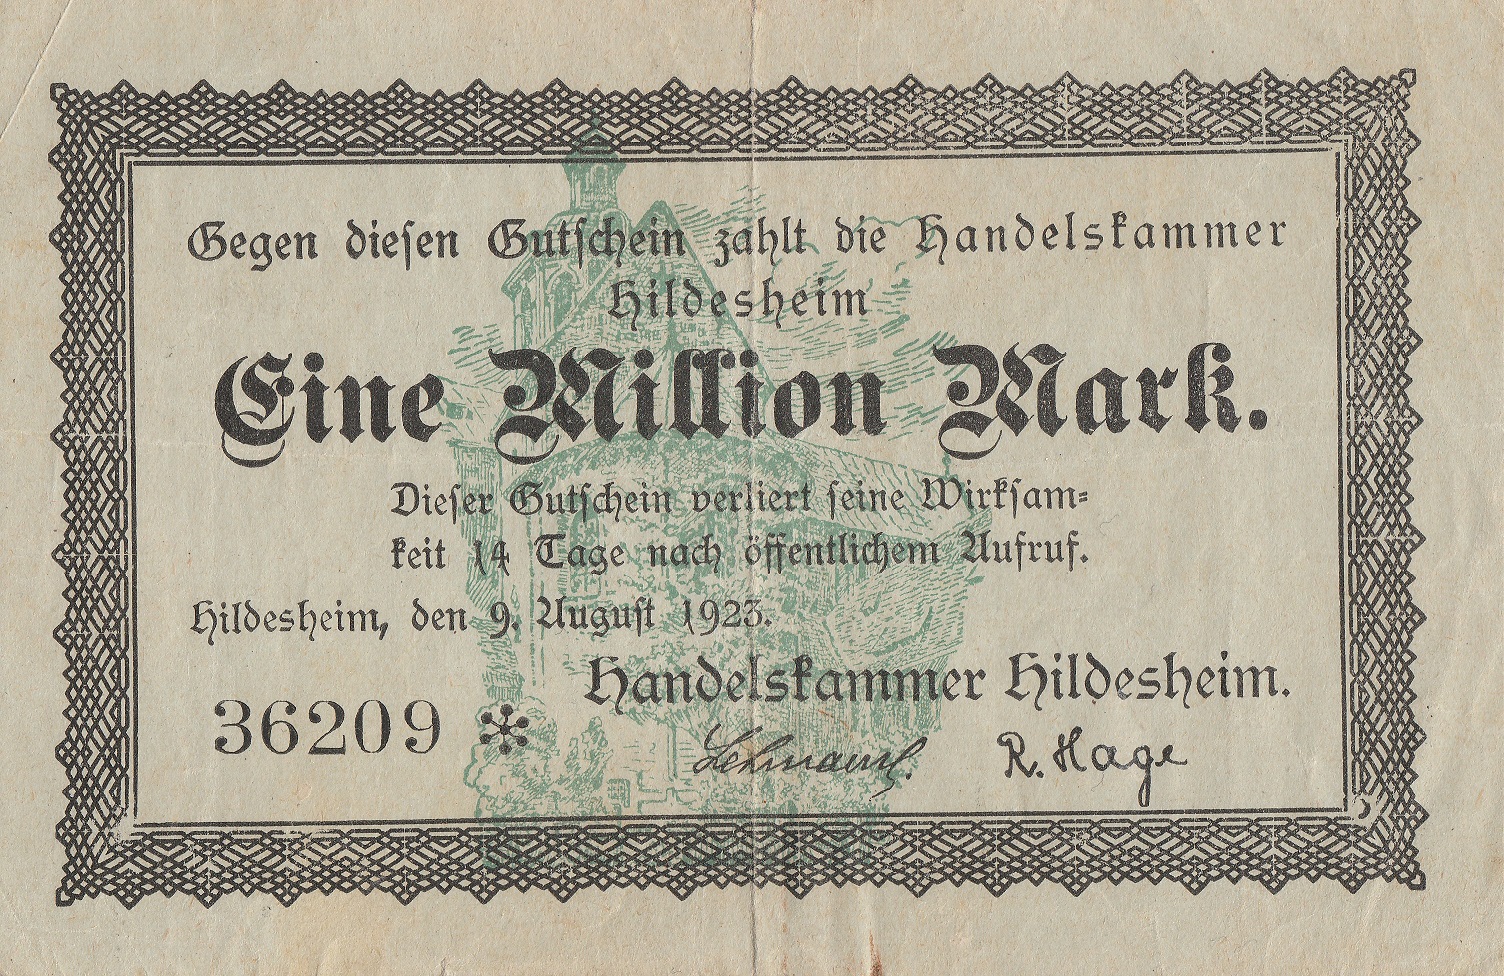 Gegen dieſen Gutſchein zahlt die Handelskammer
Hildesheim
Eine Million Mark.
Dieſer Gutſchein verliert ſeine Wirkſam⸗
keit 14 Tage nach öffentlichem Aufruf.
Hildesheim, den 9. Auguſt 1923.
Handelskammer Hildesheim.
36209
Lehmann. R. Hage